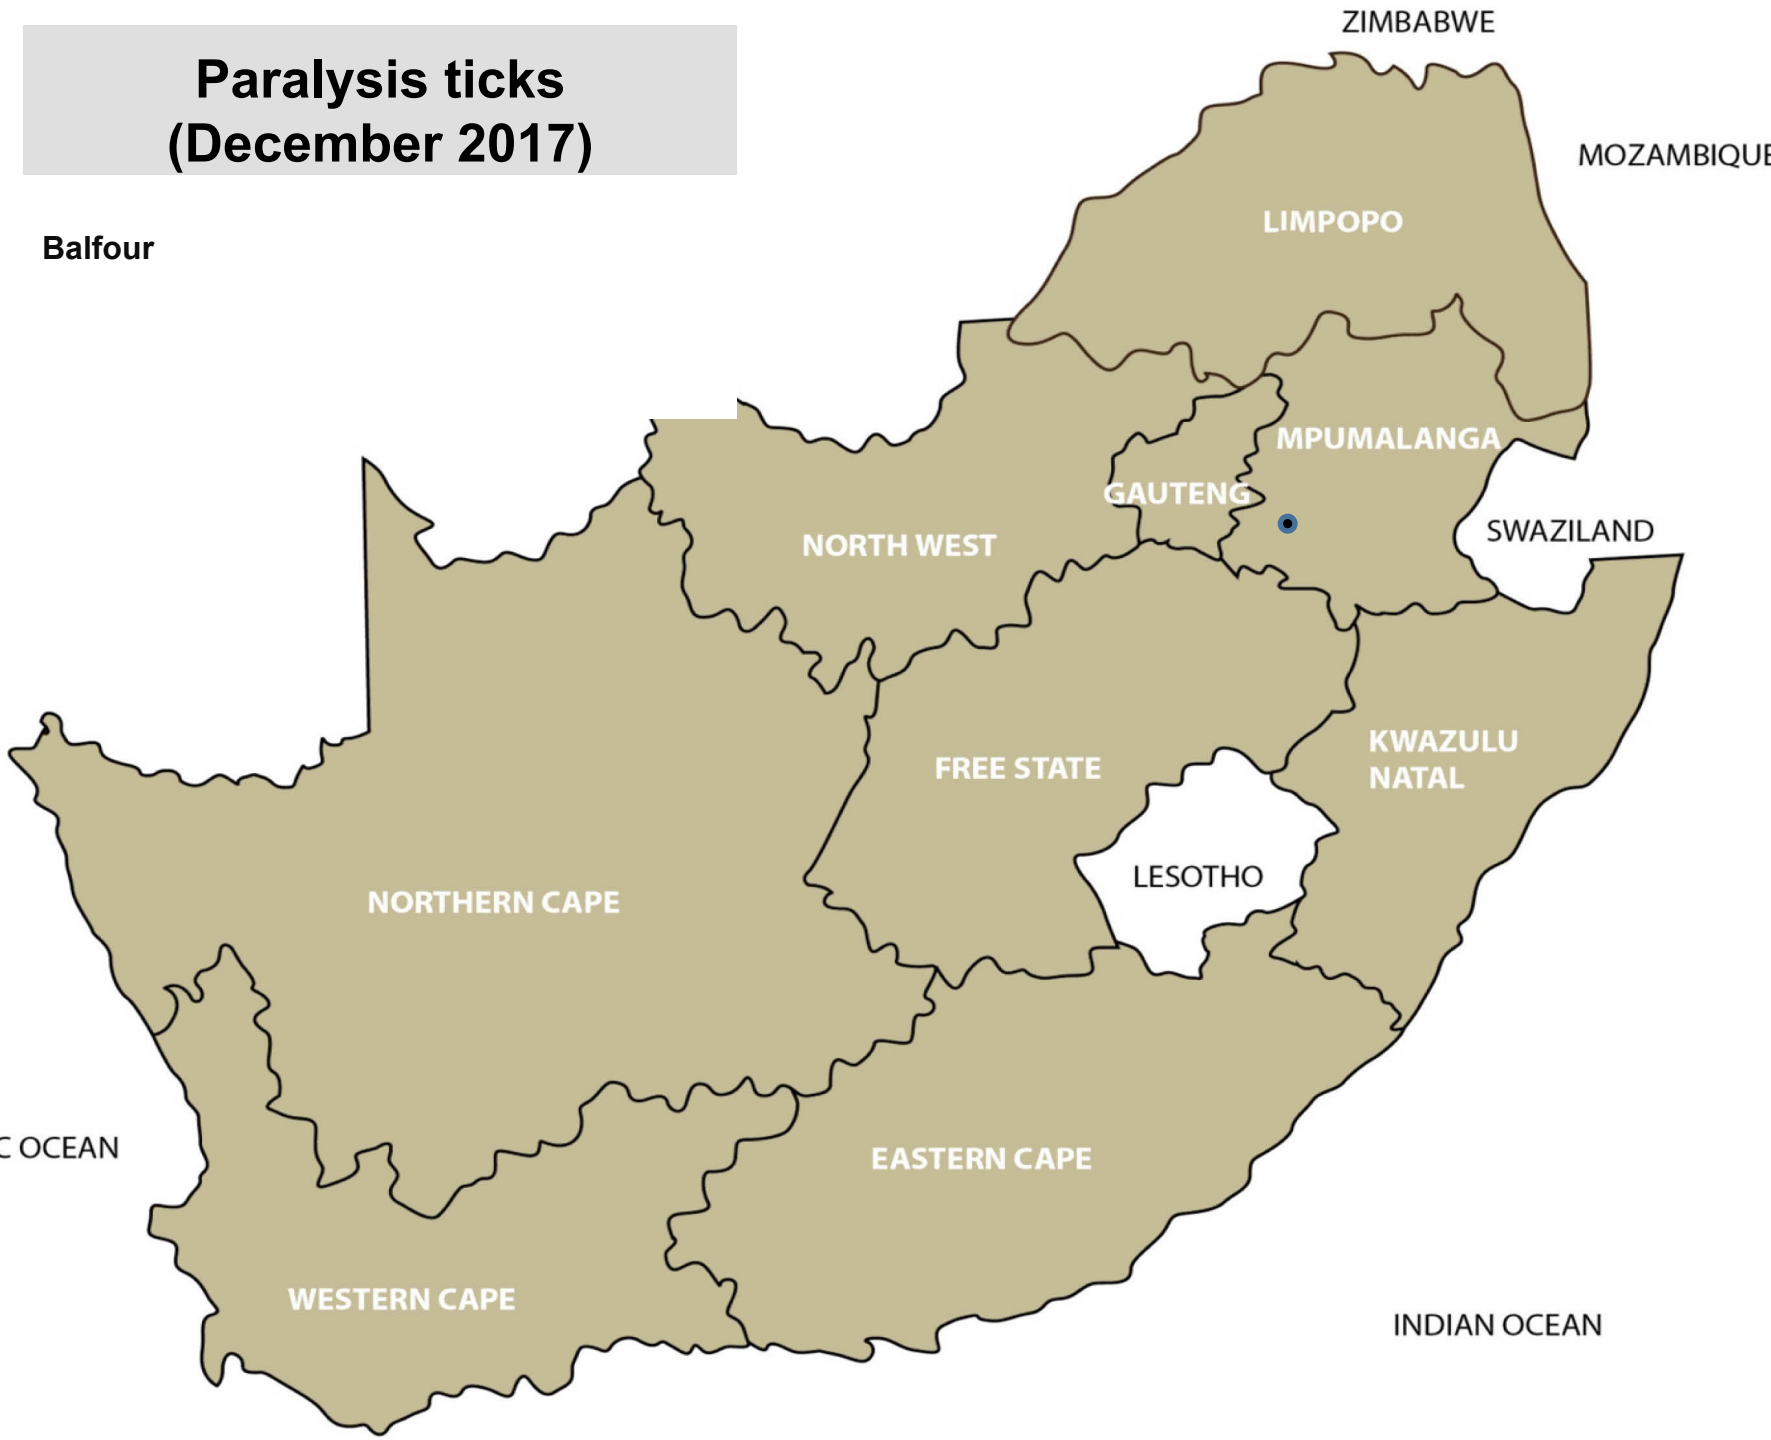 Paralysis ticks
(December 2017)
Balfour
ZIMBABWE
MOZAMBIQUE
LIMPOPO
MPUMALANGA
GAUTENG
NORTH WEST
SWAZILAND
FREE STATE
KWAZULU
NATAL
LESOTHO
NORTHERN CAPE
C OCEAN
EASTERN CAPE
WESTERN CAPE
INDIAN OCEAN